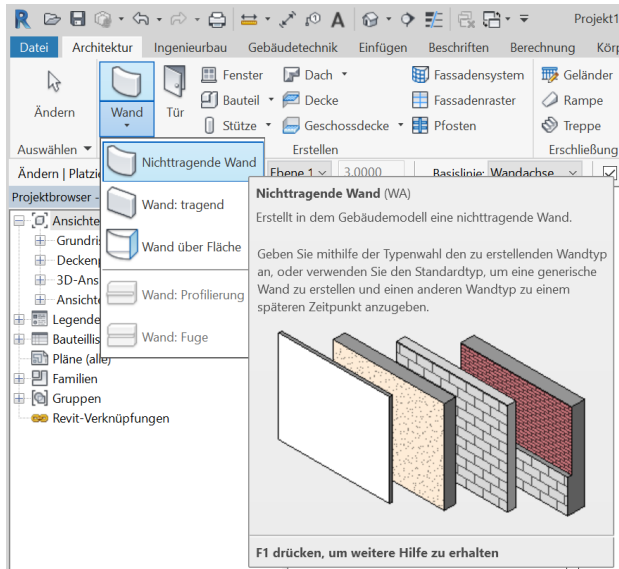 Projekt1
Datei Architektur Ingenieurbau Gebäudetechnik Einfügen Beschriften Berechnung
Ändern
Wand
Tür
Fenster
Bauteil
Stütze
Dach
Decke
Geschossdecke
Fassadensystem
Fassadenraster
Pfosten
Geländer
Rampe
Treppe
Auswählen
Erstellen
Erschließung
Ändern | Platzi
Ebene 1
3.0000
Basislinie: Wandachse
Projektbrowser -
Ansichte
Grundri
3D-Ans
Ansicht
Legende
Bauteillis
Pläne (alle)
Familien
Gruppen
Revit-Verknüpfungen
Nichttragende Wand
Wand: tragend
Wand über Fläche
Wand: Profilierung
Wand: Fuge
Nichttragende Wand (WA)
Erstellt in dem Gebäudemodell eine nichttragende Wand.
Geben Sie mithilfe der Typenwahl den zu erstellenden Wandtyp
an, oder verwenden Sie den Standardtyp, um eine generische
Wand zu erstellen und einen anderen Wandtyp zu einem
späteren Zeitpunkt anzugeben.
F1 drücken, um weitere Hilfe zu erhalten